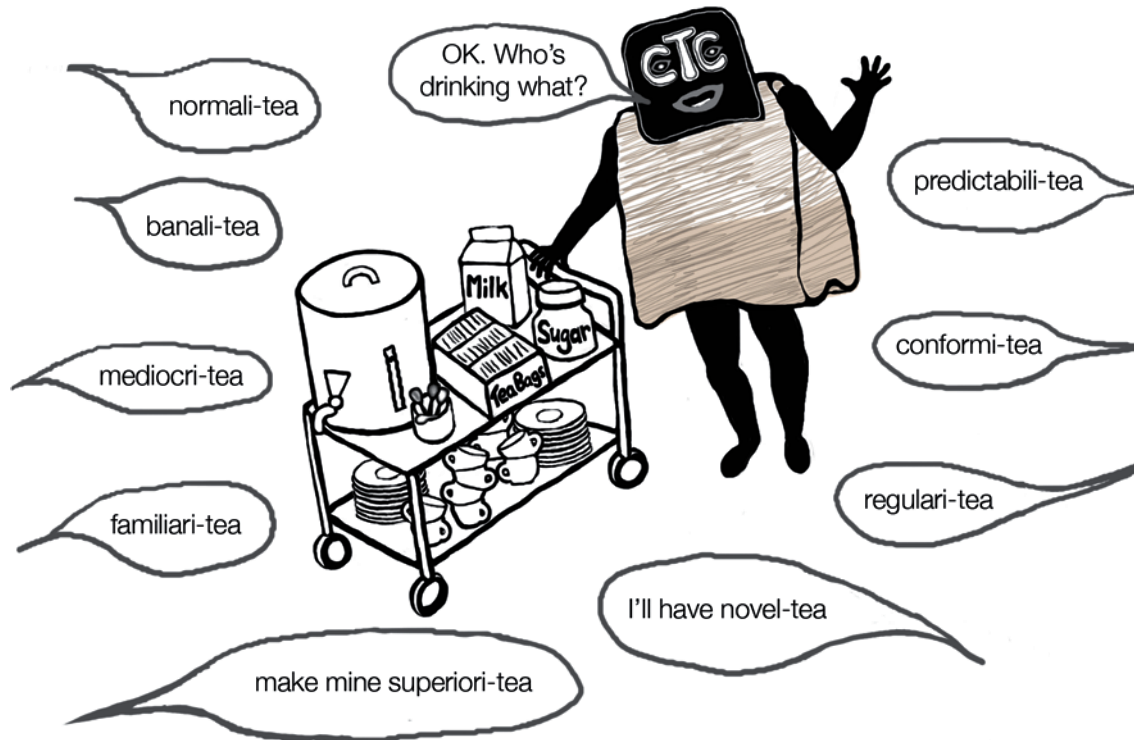 OK. Who's
drinking what?
CTC
normali-tea
banali-tea
mediocri-tea
familiari-tea
make mine superiori-tea
Milk
Sugar
Tea Bags
predictabili-tea
conformi-tea
regulari-tea
I'll have novel-tea